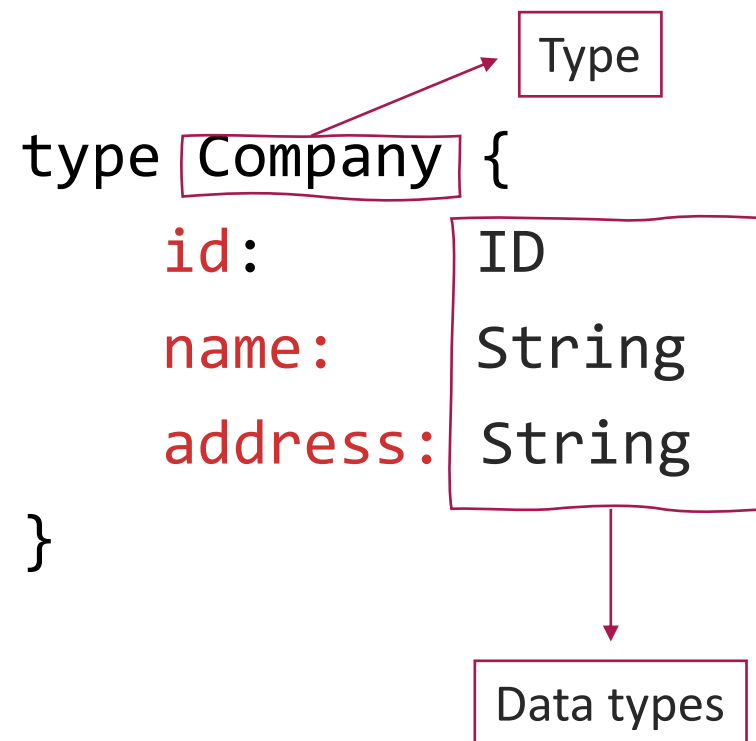 Type
type Company {
id: ID
name: String
address: String
}
Data types